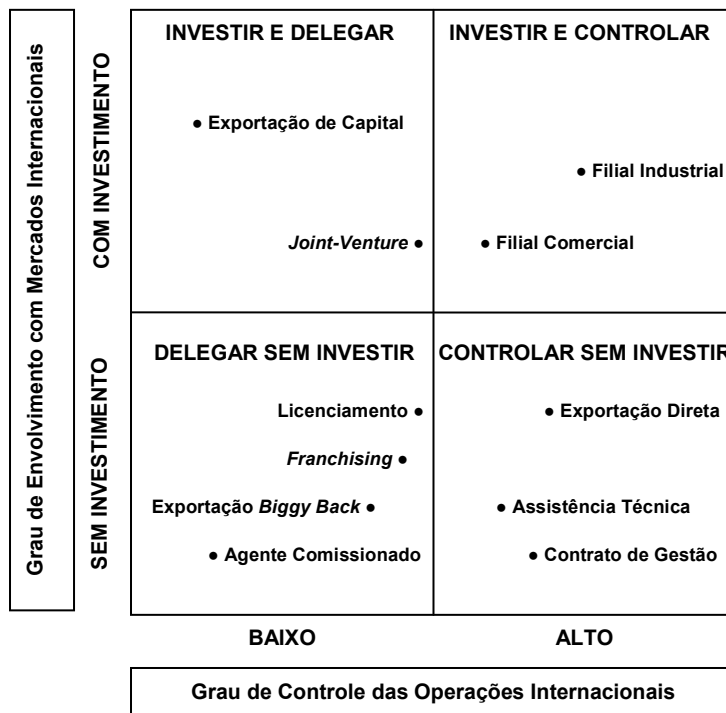 Grau de Envolvimento com Mercados Internacionais
COM INVESTIMENTO
SEM INVESTIMENTO
INVESTIR E DELEGAR
● Exportação de Capital
Joint-Venture ●
INVESTIR E CONTROLAR
● Filial Industrial
● Filial Comercial
DELEGAR SEM INVESTIR
Licenciamento ●
Franchising ●
Exportação Biggy Back ●
● Agente Comissionado
CONTROLAR SEM INVESTIR
● Exportação Direta
● Assistência Técnica
● Contrato de Gestão
BAIXO
ALTO
Grau de Controle das Operações Internacionais